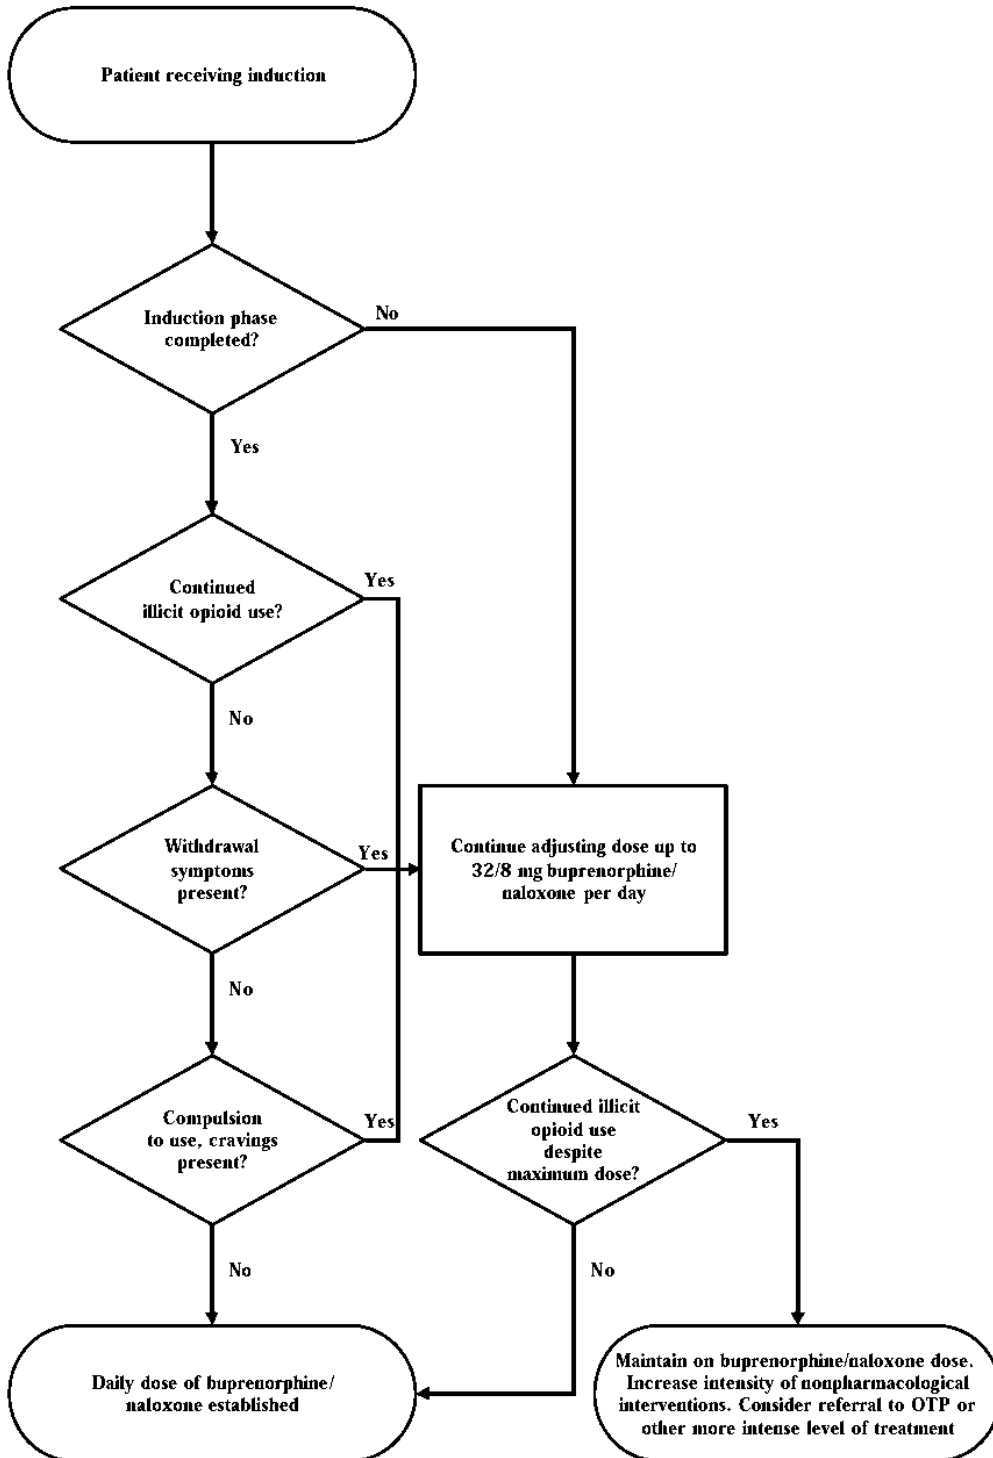 Patient receiving induction
Induction phase
completed?
No
Yes
Continued
illicit opioid use?
Yes
No
Withdrawal
symptoms
present?
Yes
Continue adjusting dose up to
32/8 mg buprenorphine/
naloxone per day
No
Compulsion
to use, cravings
present?
Yes
Continued illicit
opioid use
despite
maximum dose?
Yes
No
No
Daily dose of buprenorphine/
naloxone established
Maintain on buprenorphine/naloxone dose.
Increase intensity of nonpharmacological
interventions. Consider referral to OTP or
other more intense level of treatment